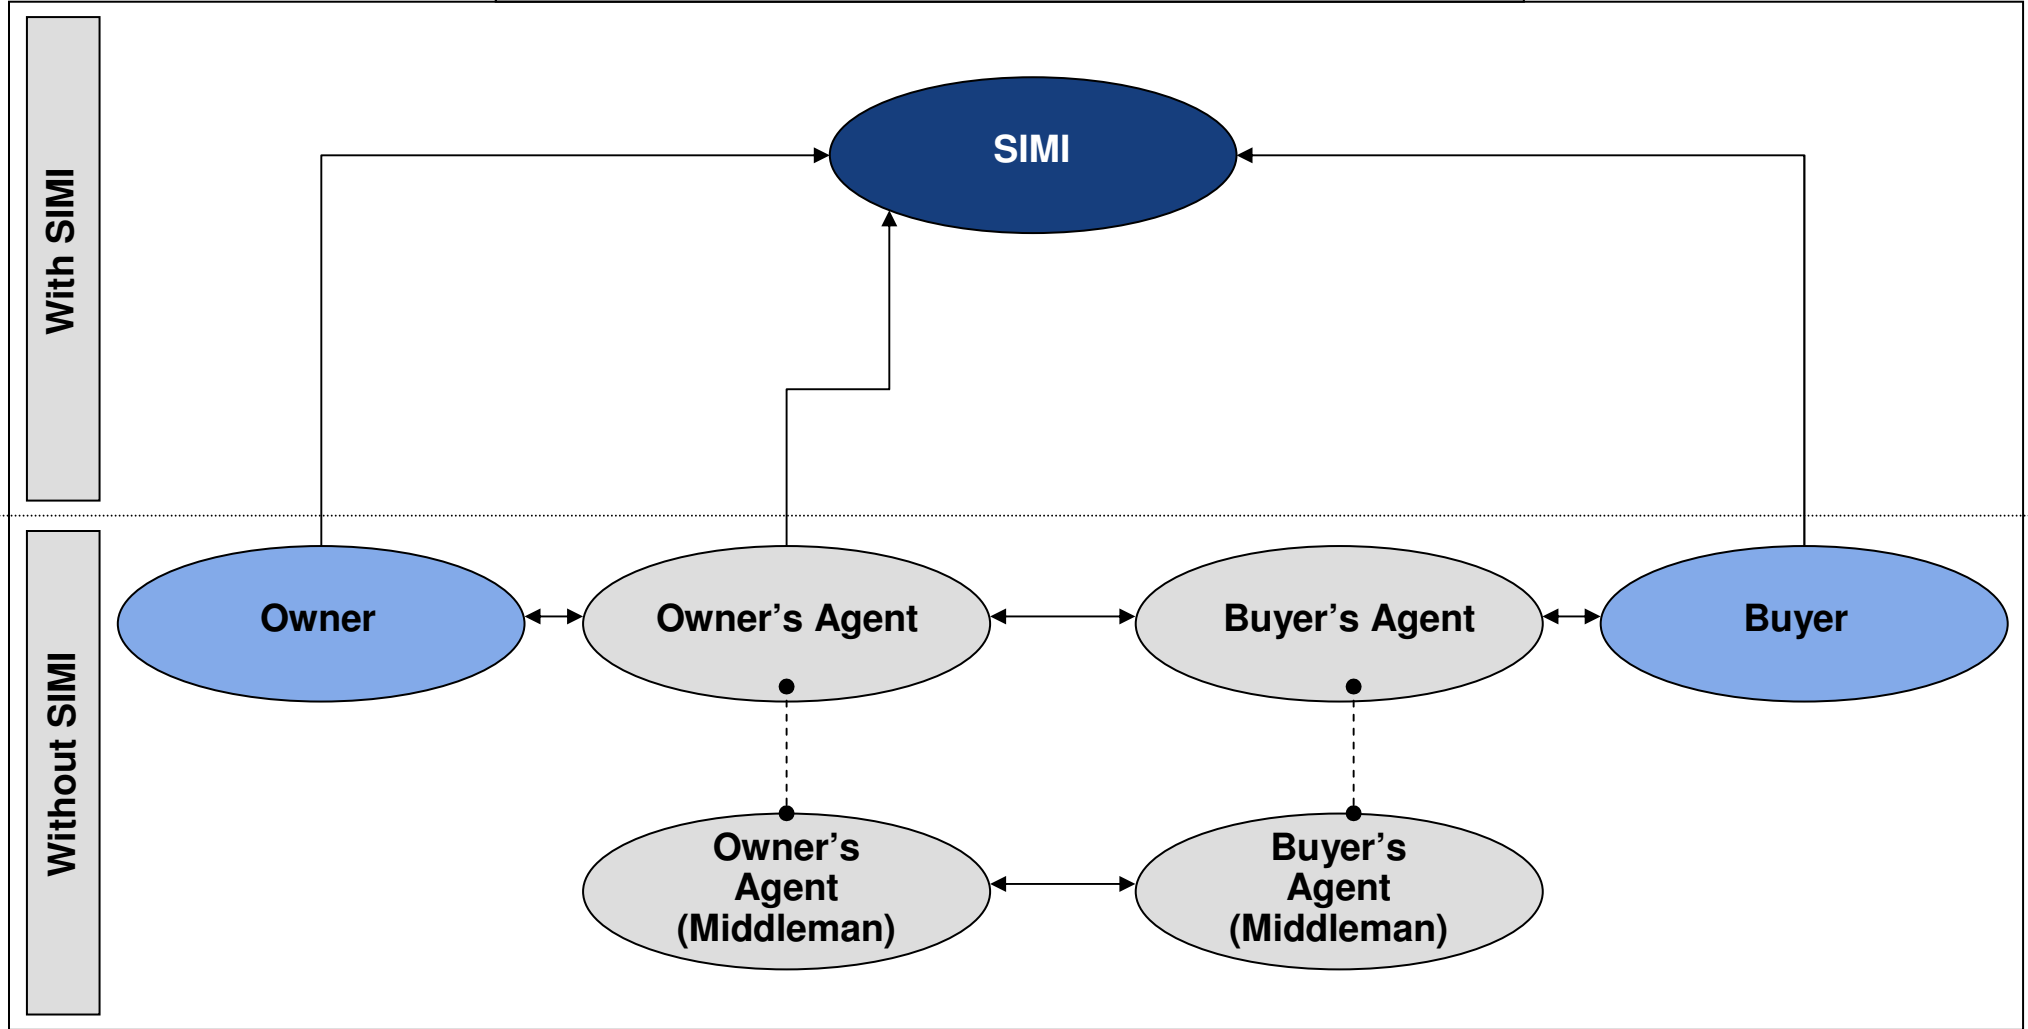 With SIMI
SIMI
Without SIMI
Owner
Owner’s Agent
Buyer’s Agent
Buyer
Owner’s
Agent
(Middleman)
Buyer’s
Agent
(Middleman)